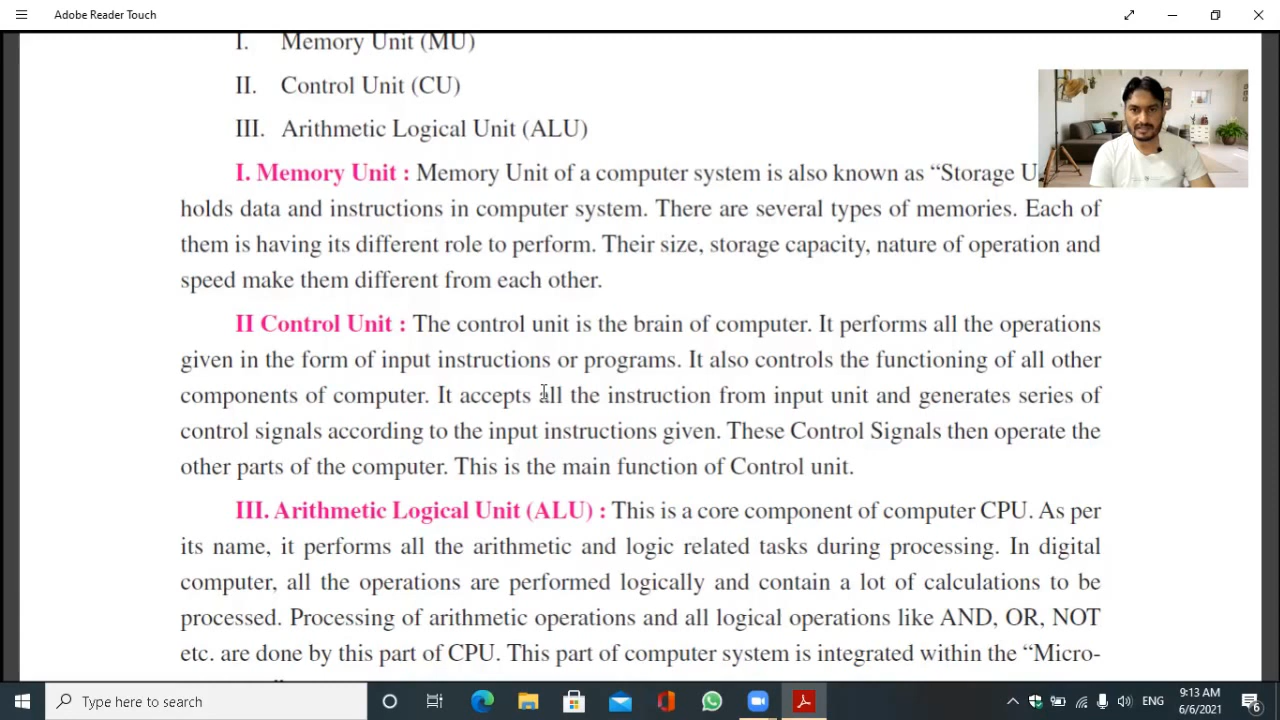 Adobe Reader Touch
I. Memory Unit (MU)
II. Control Unit (CU)
III. Arithmetic Logical Unit (ALU)
I. Memory Unit : Memory Unit of a computer system is also known as “Storage U
holds data and instructions in computer system. There are several types of memories. Each of
them is having its different role to perform. Their size, storage capacity, nature of operation and
speed make them different from each other.
II Control Unit : The control unit is the brain of computer. It performs all the operations
given in the form of input instructions or programs. It also controls the functioning of all other
components of computer. It accepts all the instruction from input unit and generates series of
control signals according to the input instructions given. These Control Signals then operate the
other parts of the computer. This is the main function of Control unit.
III. Arithmetic Logical Unit (ALU) : This is a core component of computer CPU. As per
its name, it performs all the arithmetic and logic related tasks during processing. In digital
computer, all the operations are performed logically and contain a lot of calculations to be
processed. Processing of arithmetic operations and all logical operations like AND, OR, NOT
etc. are done by this part of CPU. This part of computer system is integrated within the “Micro-
Type here to search
ENG
9:13 AM
6/6/2021
6